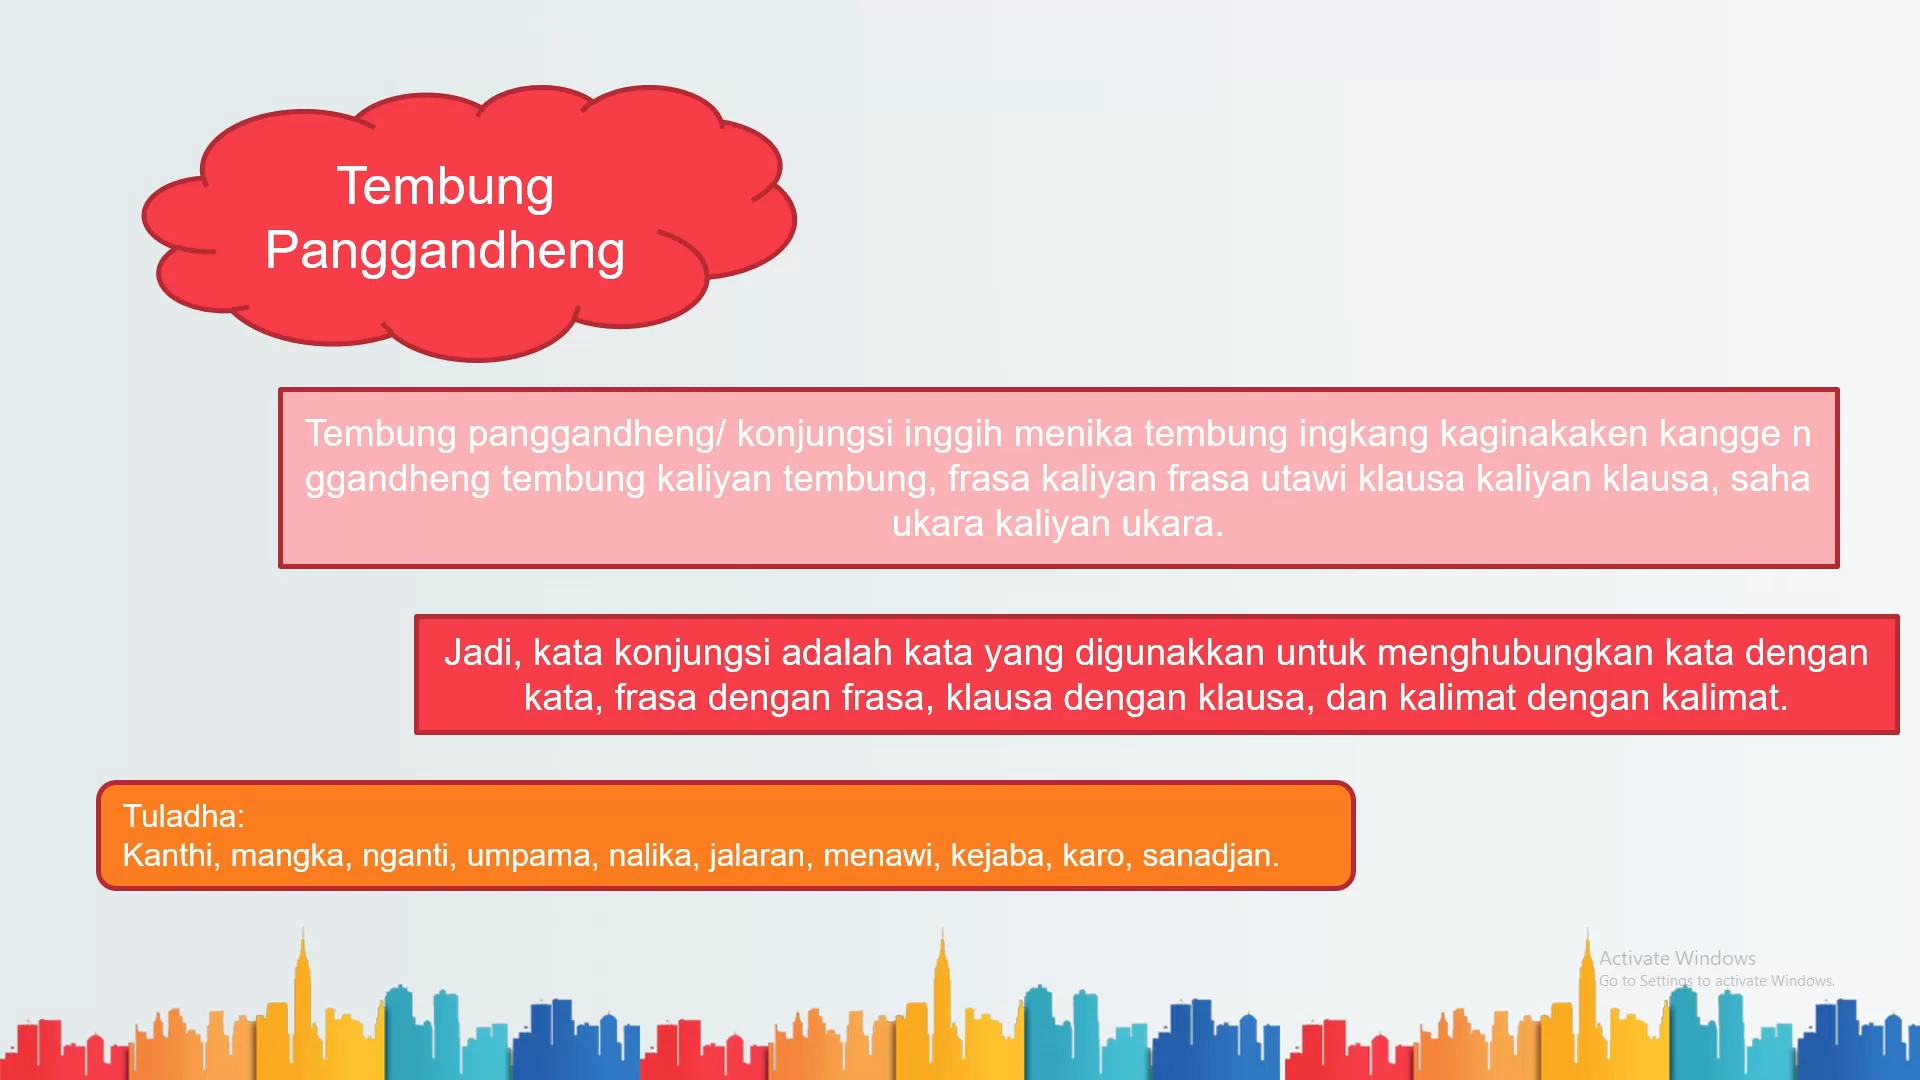 Tembung
Panggandheng
Tembung panggandheng/ konjungsi inggih menika tembung ingkang kaginakaken kangge n
ggandheng tembung kaliyan tembung, frasa kaliyan frasa utawi klausa kaliyan klausa, saha
ukara kaliyan ukara.
Jadi, kata konjungsi adalah kata yang digunakkan untuk menghubungkan kata dengan
kata, frasa dengan frasa, klausa dengan klausa, dan kalimat dengan kalimat.
Tuladha:
Kanthi, mangka, nganti, umpama, nalika, jalaran, menawi, kejaba, karo, sanadjan.
Activate Windows
Go to Settings to activate Windows.